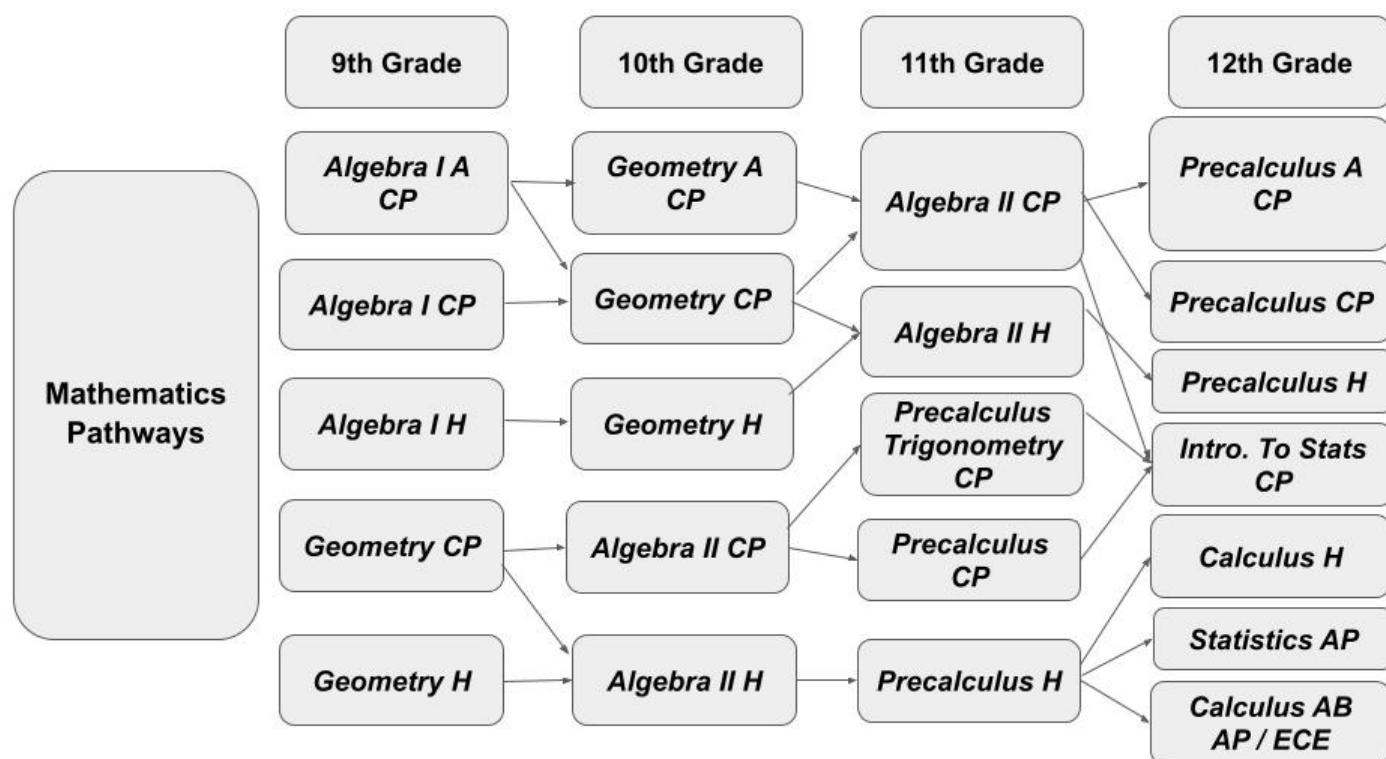 9th Grade
10th Grade
11th Grade
12th Grade
Mathematics
Pathways
Algebra I A
CP
Algebra I CP
Algebra I H
Geometry CP
Geometry H
Geometry A
CP
Geometry CP
Geometry H
Algebra II CP
Algebra II H
Algebra II CP
Algebra II H
Precalculus
Trigonometry
CP
Precalculus
CP
Precalculus H
Precalculus A
CP
Precalculus CP
Precalculus H
Intro. To Stats
CP
Calculus H
Statistics AP
Calculus AB
AP / ECE